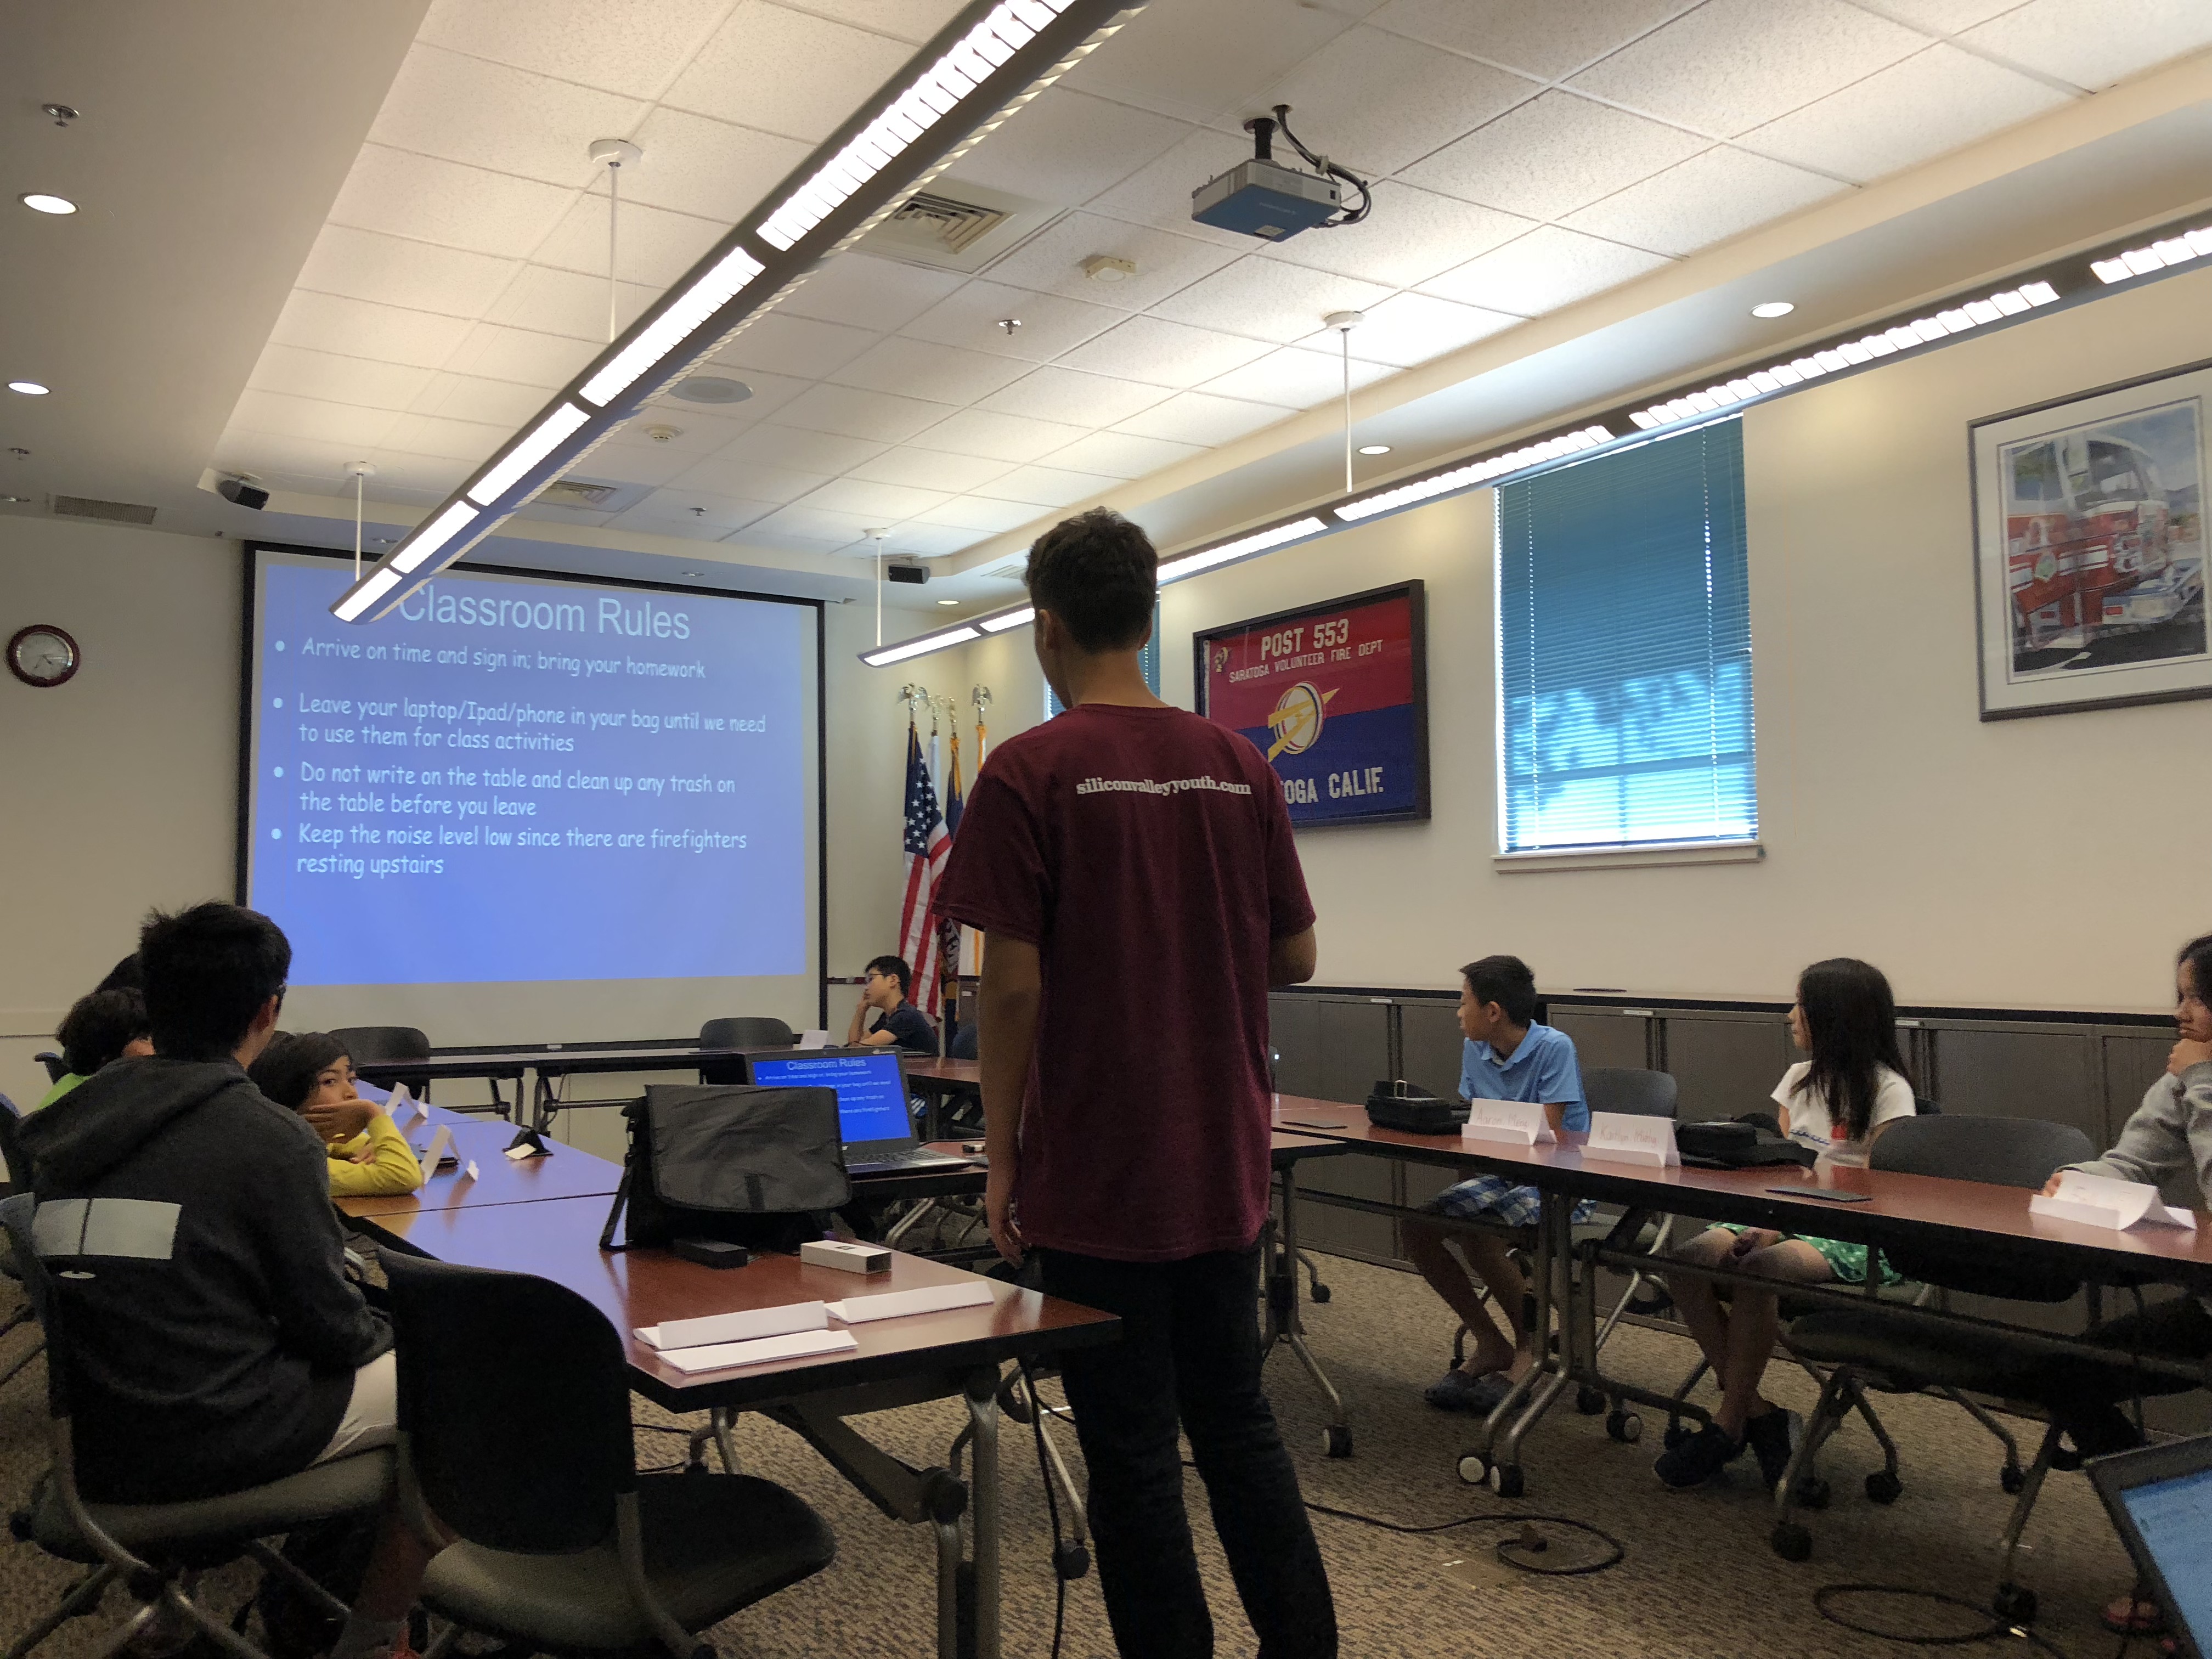 Classroom Rules
• Arrive on time and sign in; bring your homework
• Leave your laptop/Ipad/phone in your bag until we need
to use them for class activities
• Do not write on the table and clean up any trash on
the table before you leave
• Keep the noise level low since there are firefighters
resting upstairs
POST 553
SARATOGA VOLUNTEER FIRE DEPT
TOGA CALIF.
siliconvalleyyouth.com
Classroom Rules
Kaitlyn